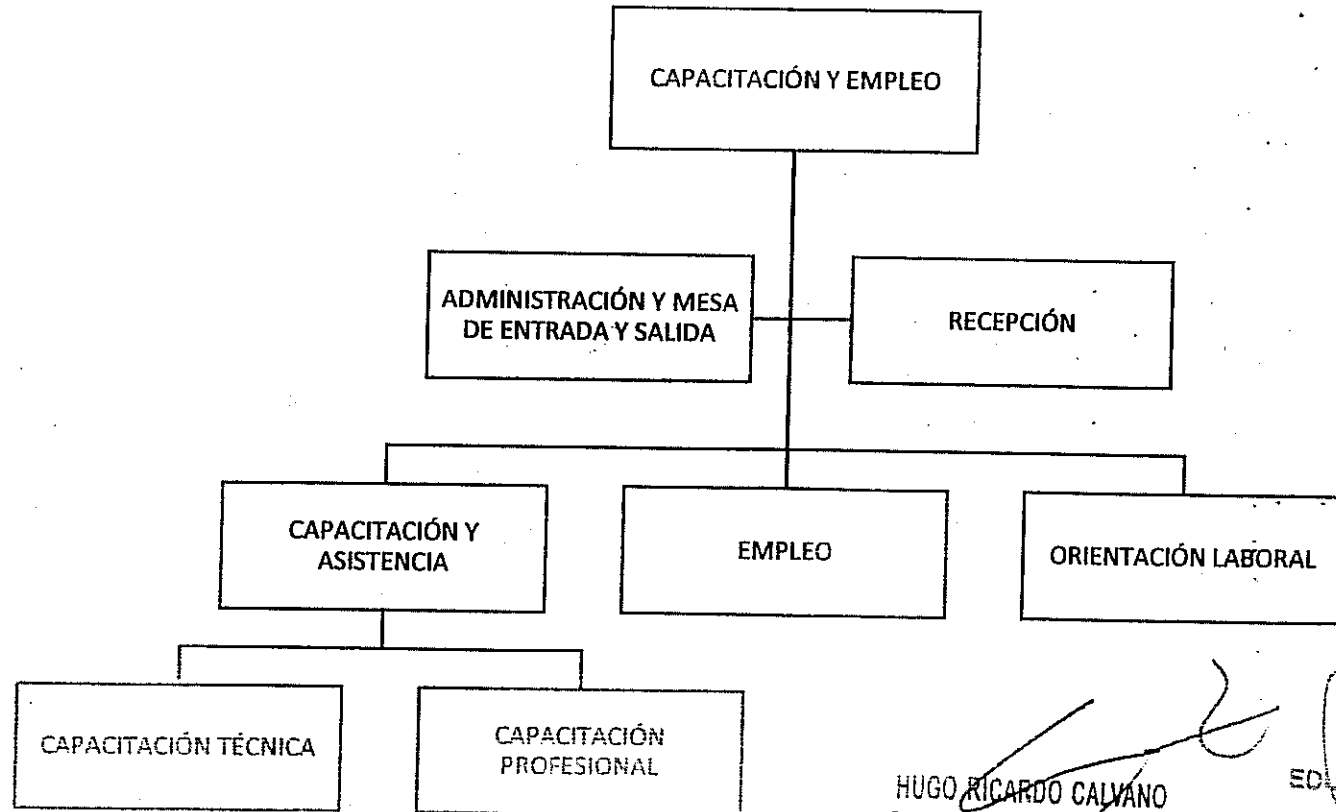 CAPACITACIÓN Y EMPLEO
ADMINISTRACIÓN Y MESA
DE ENTRADA Y SALIDA
RECEPCIÓN
CAPACITACIÓN Y
ASISTENCIA
EMPLEO
ORIENTACIÓN LABORAL
CAPACITACIÓN TÉCNICA
CAPACITACIÓN
PROFESIONAL
HUGO RICARDO CALVANO
ED